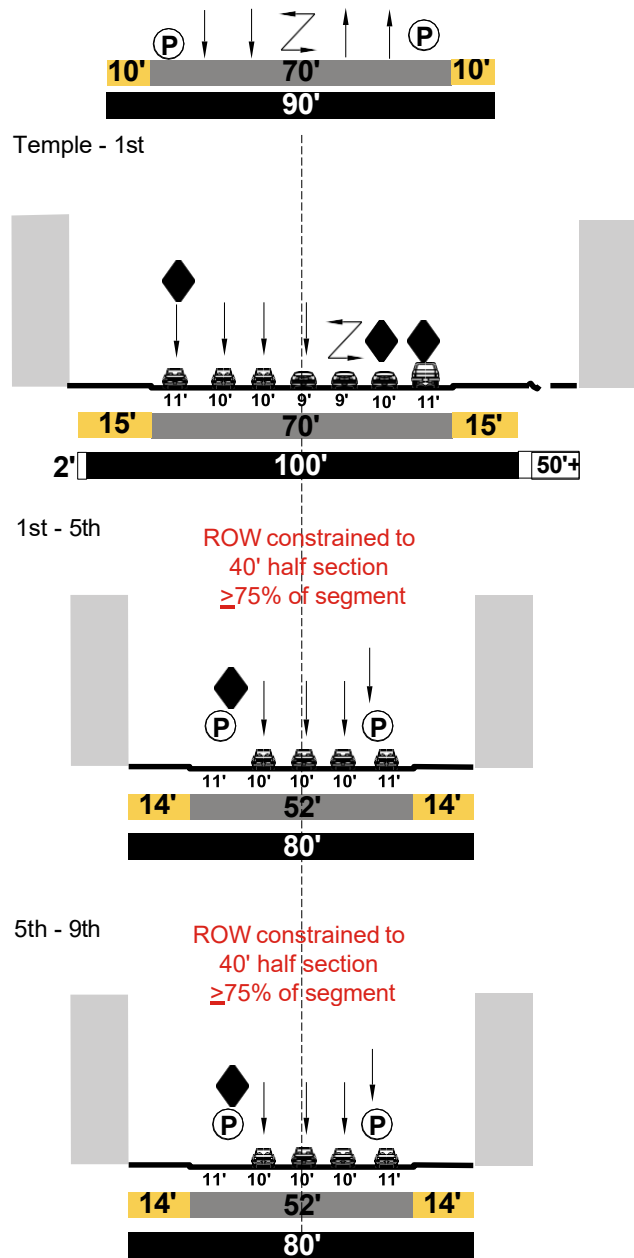 P P
10' 70' 10'
90'
Temple - 1st
11' 10' 10' 9' 9' 10' 11'
15' 70' 15'
2' 100' 50'+
1st - 5th
ROW constrained to
40' half section
≥75% of segment
P P
11' 10' 10' 10' 11'
14' 52' 14'
80'
5th - 9th
ROW constrained to
40' half section
≥75% of segment
P P
11' 10' 10' 10' 11'
14' 52' 14'
80'